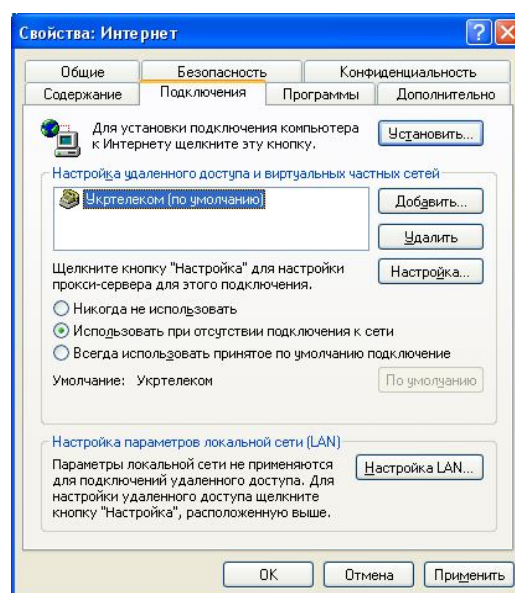 Свойства: Интернет
Общие
Безопасность
Конфиденциальность
Содержание
Подключения
Программы
Дополнительно
Для установки подключения компьютера
к Интернету щелкните эту кнопку.
Установить...
Настройка удаленного доступа и виртуальных частных сетей
Укртелеком (по умолчанию)
Добавить...
Удалить
Щелкните кнопку "Настройка" для настройки
прокси-сервера для этого подключения.
Настройка...
Никогда не использовать
Использовать при отсутствии подключения к сети
Всегда использовать принятое по умолчанию подключение
Умолчание: Укртелеком
По умолчанию
Настройка параметров локальной сети (LAN)
Параметры локальной сети не применяются
для подключений удаленного доступа. Для
настройки удаленного доступа щелкните
кнопку "Настройка", расположенную выше.
Настройка LAN...
OK
Отмена
Применить